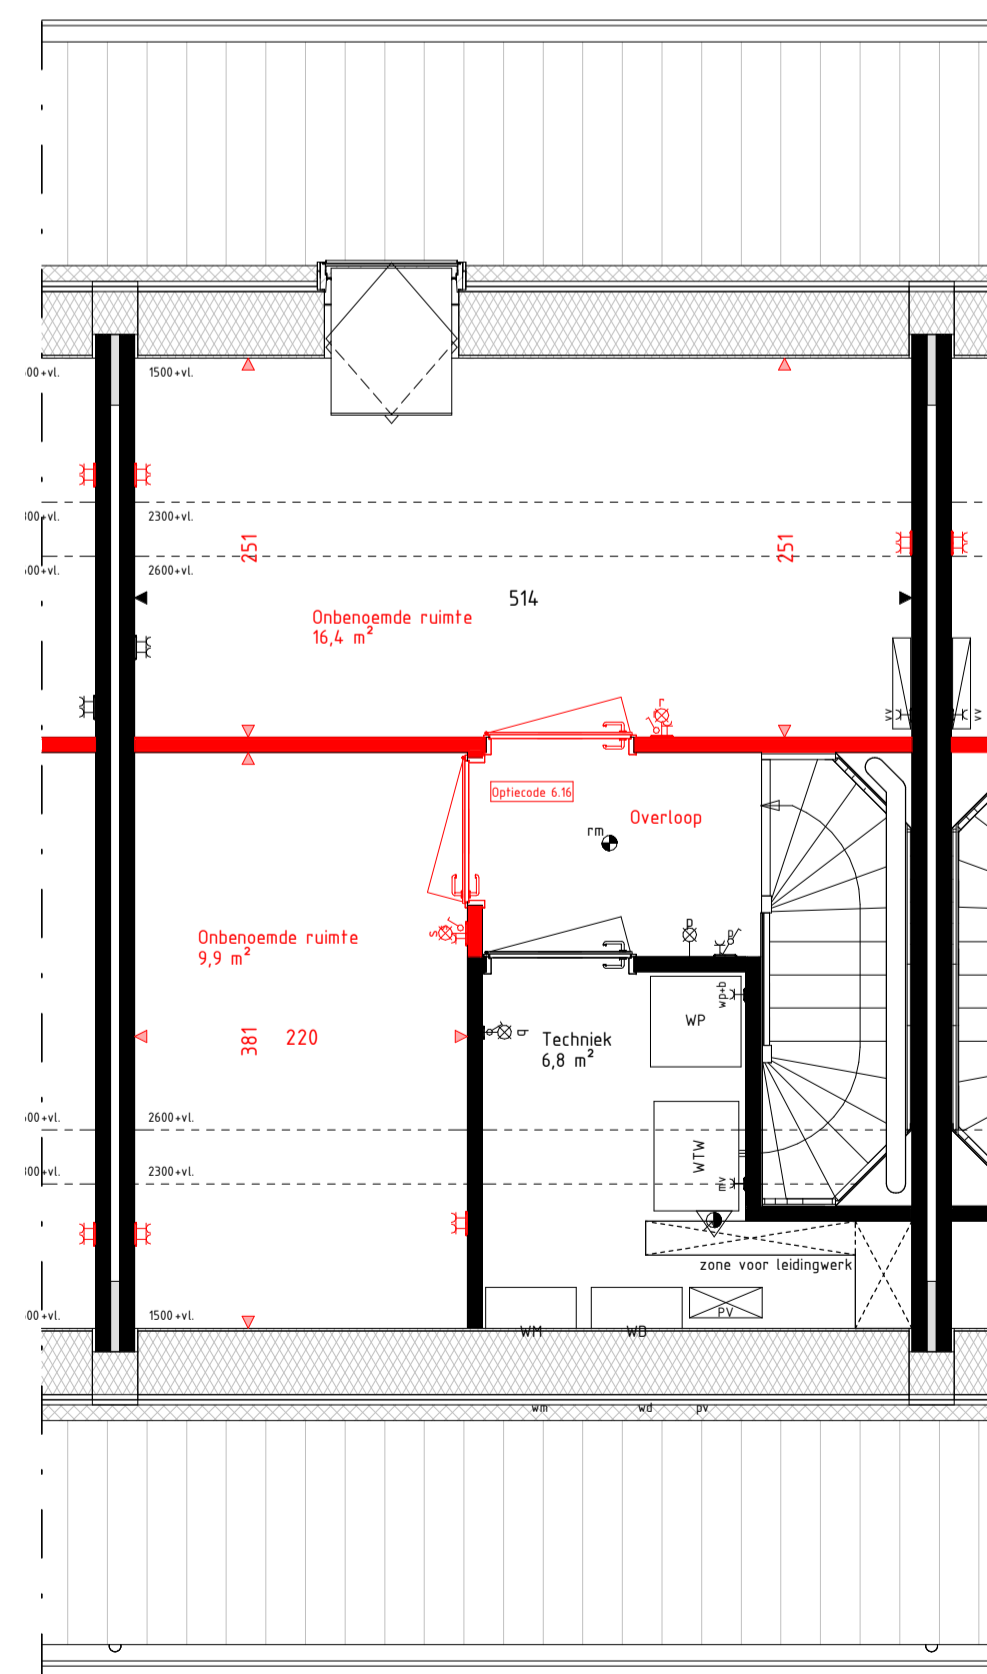 1500+vl.
2300+vl.
251
251
2600+vl.
514
Onbenoemde ruimte
16,4 m²
vv
vv
r
Optiecode 6.16
Overloop
rm
Onbenoemde ruimte
9,9 m²
s
p
p
wp+b
WP
381
220
q
Techniek
6,8 m²
2600+vl.
WTW
2300+vl.
mv
zone voor leidingwerk
1500+vl.
WM
WD
PV
wm
wd
pv